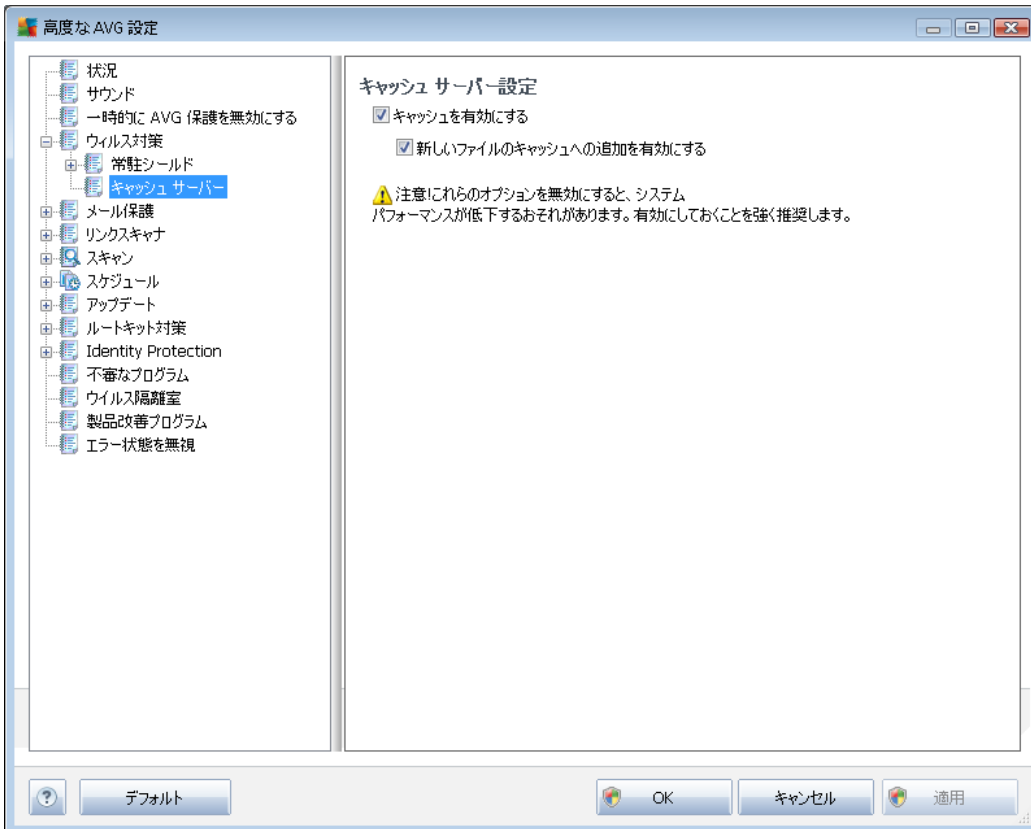 高度な AVG 設定
状況
サウンド
一時的に AVG 保護を無効にする
ウィルス対策
常駐シールド
キャッシュ サーバー
メール保護
リンクスキャナ
スキャン
スケジュール
アップデート
ルートキット対策
Identity Protection
不審なプログラム
ウイルス隔離室
製品改善プログラム
エラー状態を無視
キャッシュ サーバー設定
キャッシュを有効にする
新しいファイルのキャッシュへの追加を有効にする
注意!これらのオプションを無効にすると、システム
パフォーマンスが低下するおそれがあります。有効にしておくことを強く推奨します。
?
デフォルト
OK
キャンセル
適用